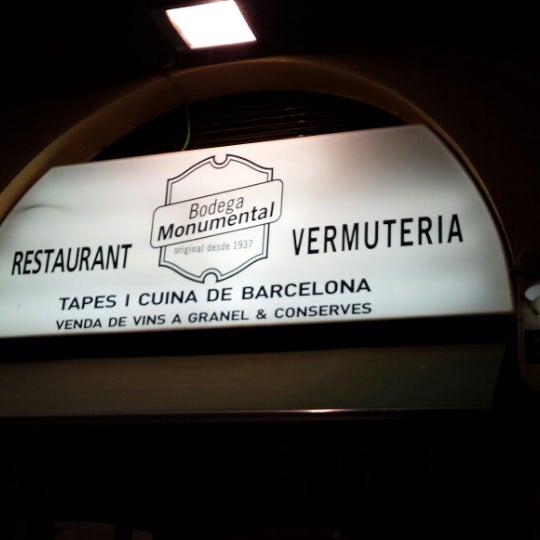 Bodega
Monumental
original desde 1937
RESTAURANT
VERMUTERIA
TAPES I CUINA DE BARCELONA
VENDA DE VINS A GRANEL & CONSERVES